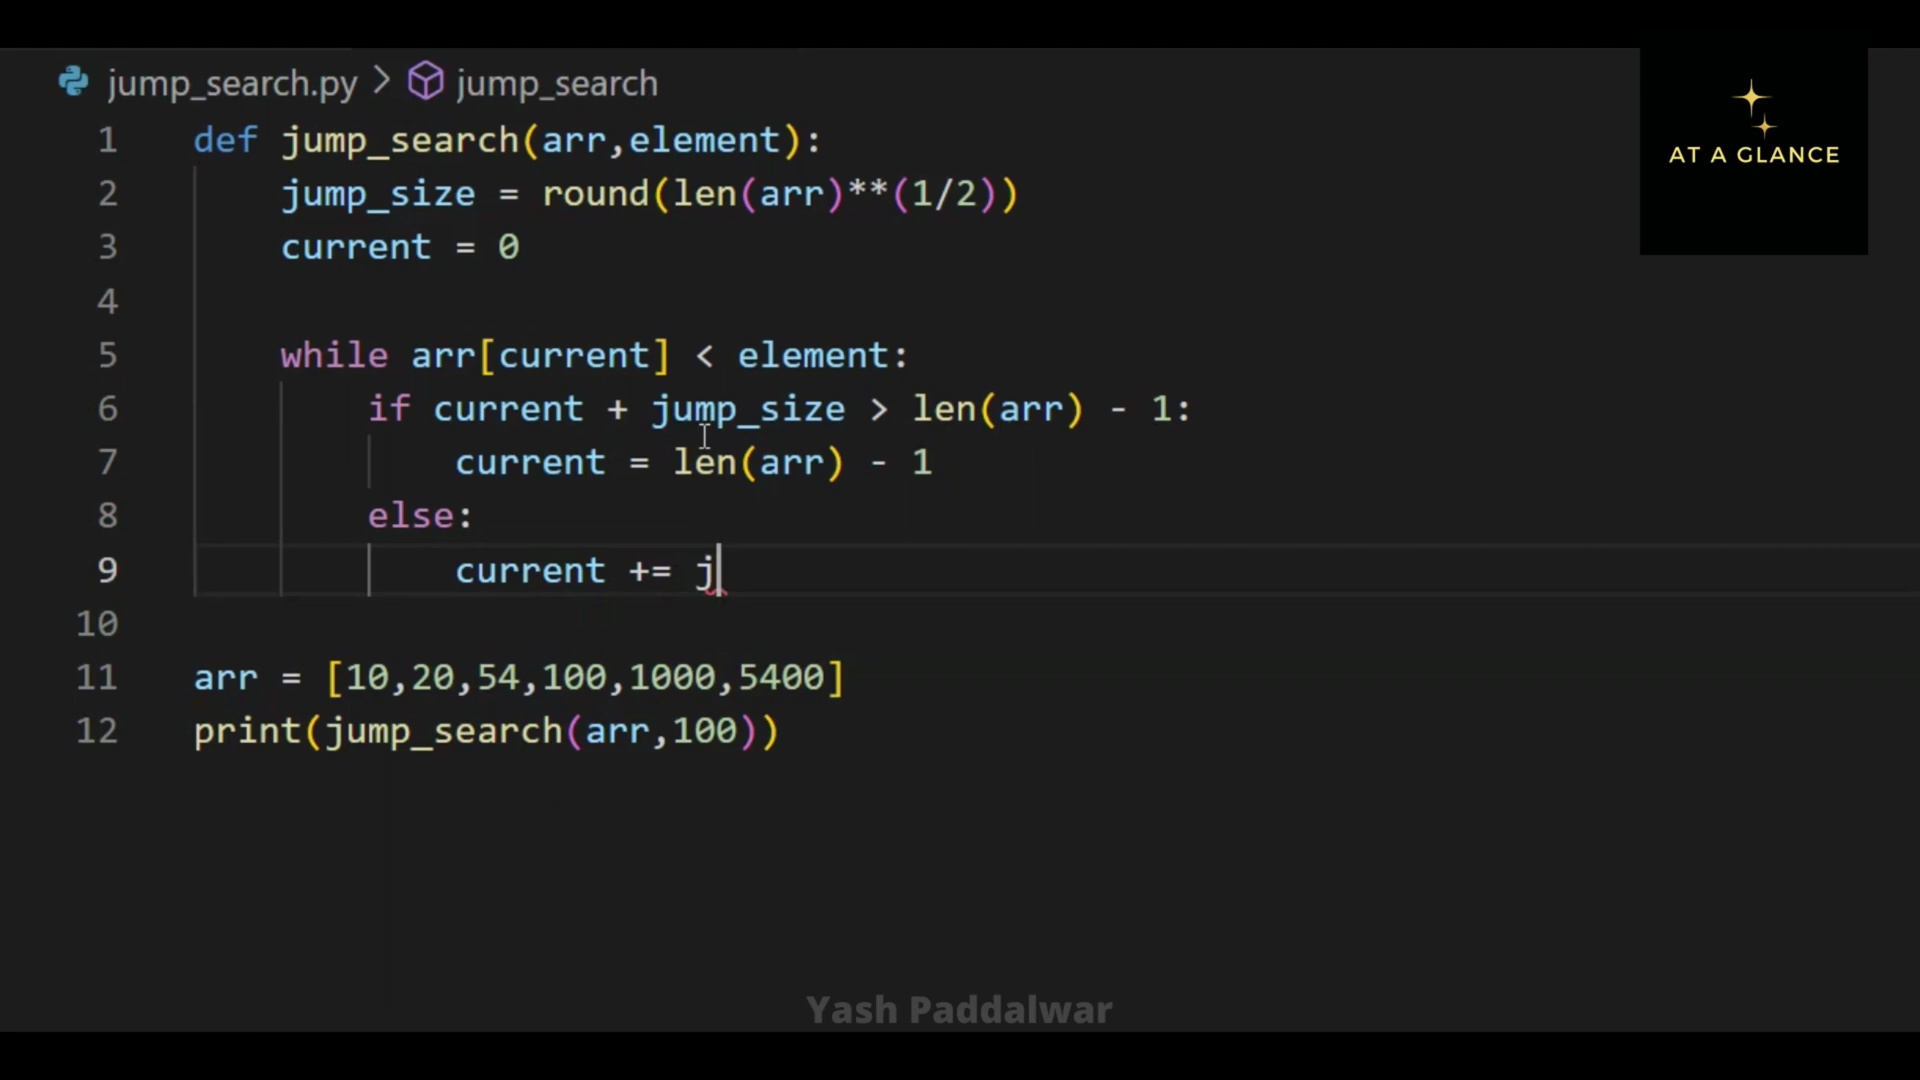 jump_search.py > jump_search
AT A GLANCE
1 def jump_search(arr,element):
2     jump_size = round(len(arr)**(1/2))
3     current = 0
4
5     while arr[current] < element:
6         if current + jump_size > len(arr) - 1:
7             current = len(arr) - 1
8         else:
9             current += j
10
11 arr = [10,20,54,100,1000,5400]
12 print(jump_search(arr,100))
Yash Paddalwar